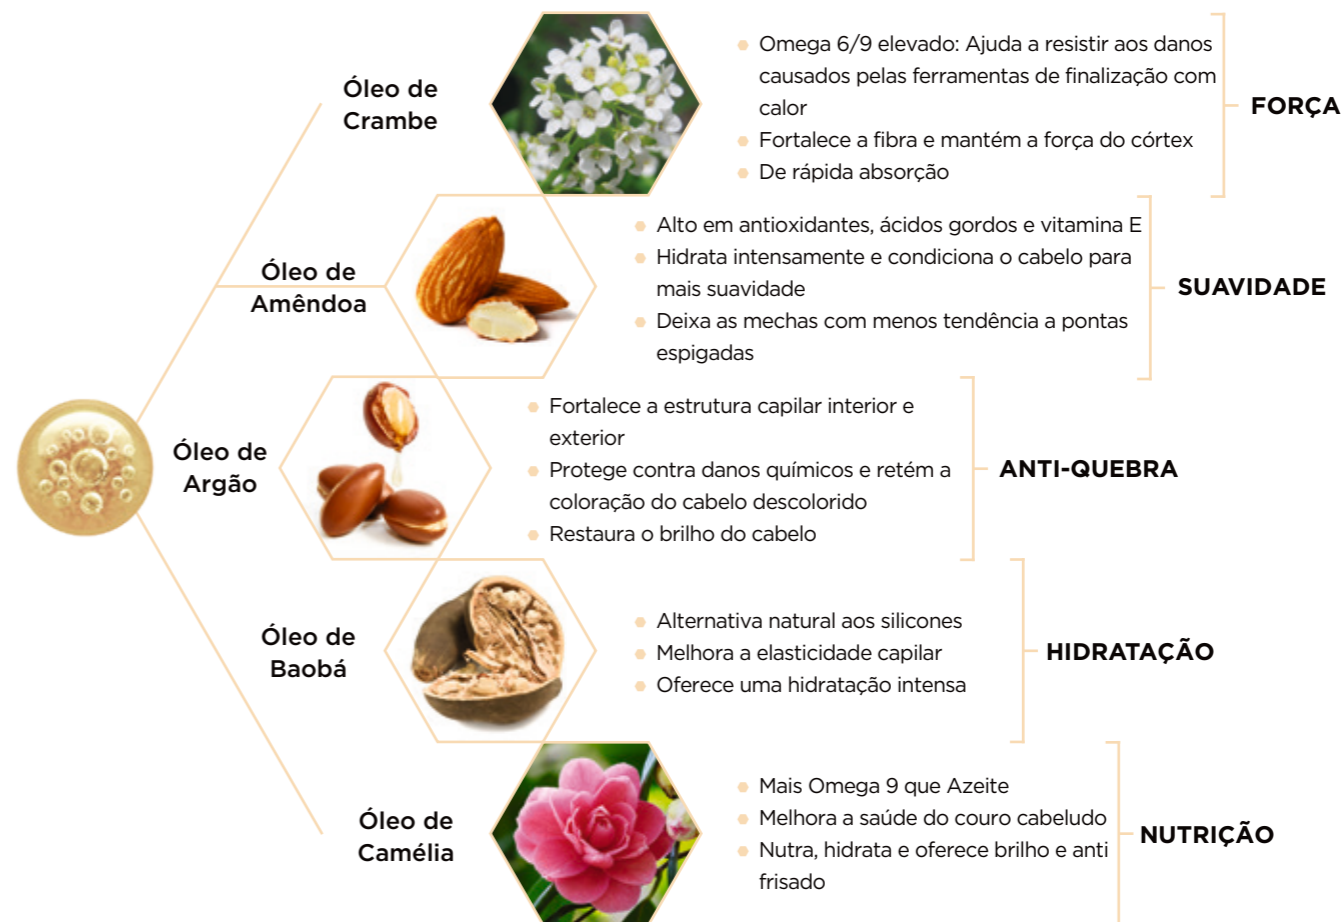 Óleo de
Crambe
Omega 6/9 elevado: Ajuda a resistir aos danos
causados pelas ferramentas de finalização com
calor
Fortalece a fibra e mantém a força do córtex
De rápida absorção
FORÇA
Óleo de
Amêndoa
Alto em antioxidantes, ácidos gordos e vitamina E
Hidrata intensamente e condiciona o cabelo para
mais suavidade
Deixa as mechas com menos tendência a pontas
espigadas
SUAVIDADE
Óleo de
Argão
Fortalece a estrutura capilar interior e
exterior
Protege contra danos químicos e retém a
coloração do cabelo descolorido
Restaura o brilho do cabelo
ANTI-QUEBRA
Óleo de
Baobá
Alternativa natural aos silicones
Melhora a elasticidade capilar
Oferece uma hidratação intensa
HIDRATAÇÃO
Óleo de
Camélia
Mais Omega 9 que Azeite
Melhora a saúde do couro cabeludo
Nutra, hidrata e oferece brilho e anti
frisado
NUTRIÇÃO